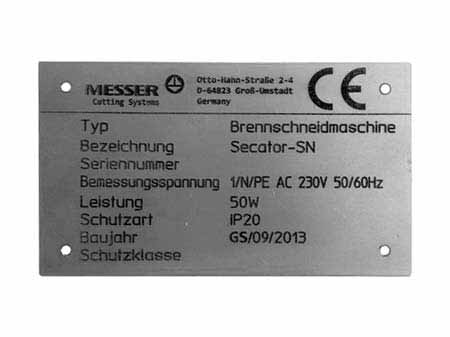 MESSER
Cutting Systems
Otto-Hahn-Straße 2-4
D-64823 Groß-Umstadt
Germany
CE
Typ Brennschneidmaschine
Bezeichnung Secator-SN
Seriennummer
Bemessungsspannung 1/N/PE AC 230V 50/60Hz
Leistung 50W
Schutzart IP20
Baujahr GS/09/2013
Schutzklasse